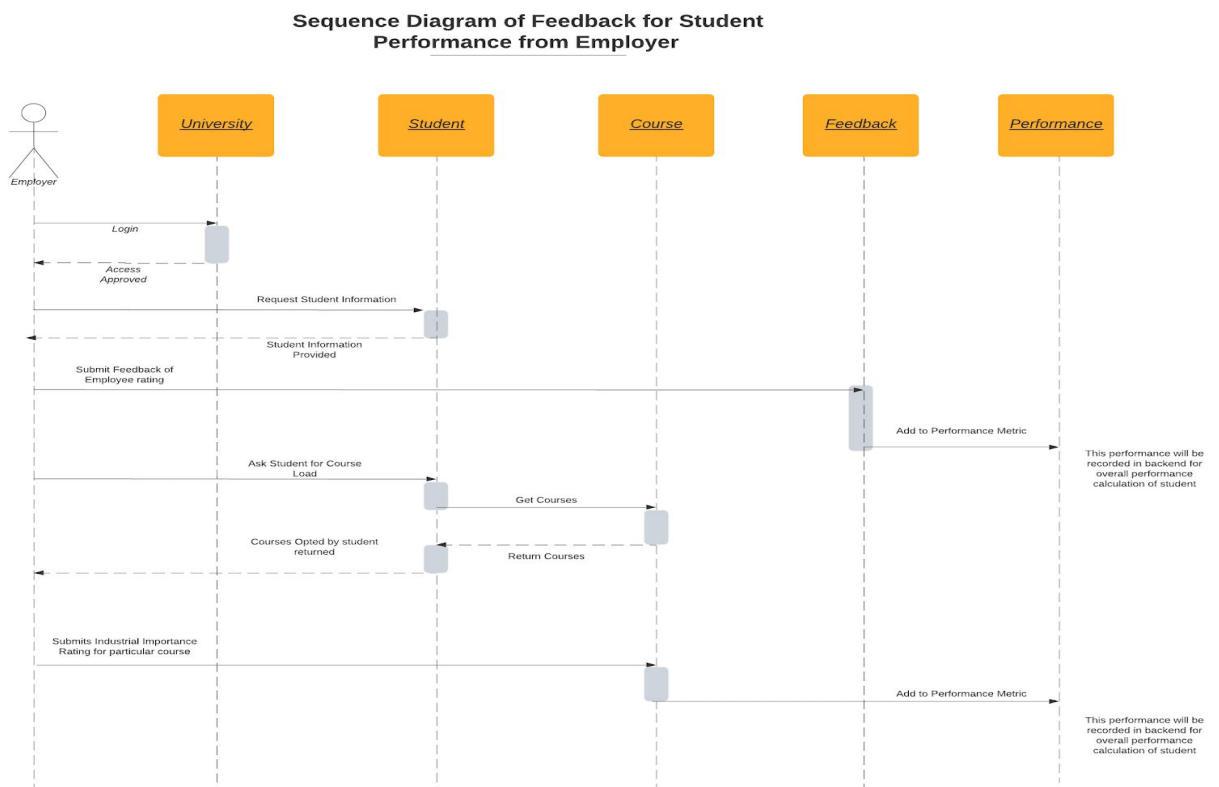 Sequence Diagram of Feedback for Student
Performance from Employer
University
Student
Course
Feedback
Performance
Employer
Login
Access
Approved
Request Student Information
Student Information
Provided
Submit Feedback of
Employee rating
Add to Performance Metric
This performance will be
recorded in backend for
overall performance
calculation of student
Ask Student for Course
Load
Get Courses
Courses Opted by student
returned
Return Courses
Submits Industrial Importance
Rating for particular course
Add to Performance Metric
This performance will be
recorded in backend for
overall performance
calculation of student